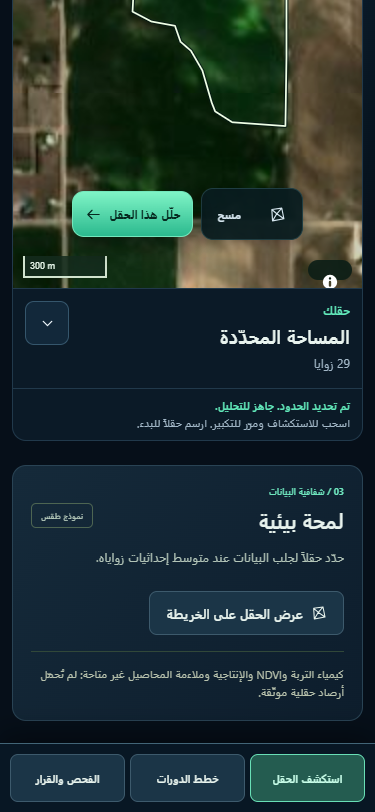 حلّل هذا الحقل ←
مسح
300 m
حقلك
المساحة المحدّدة
29 زوايا
تم تحديد الحدود. جاهز للتحليل.
اسحب للاستكشاف ومرر للتكبير. ارسم حقلاً للبدء.
03 / شفافية البيانات
لمحة بيئية
نموذج طقس
حدّد حقلاً لجلب البيانات عند متوسط إحداثيات زواياه.
عرض الحقل على الخريطة
كيمياء التربة وNDVI والإنتاجية وملاءمة المحاصيل غير متاحة: لم تُحمّل
أرصاد حقلية موثّقة.
استكشف الحقل
خطط الدورات
الفحص والقرار